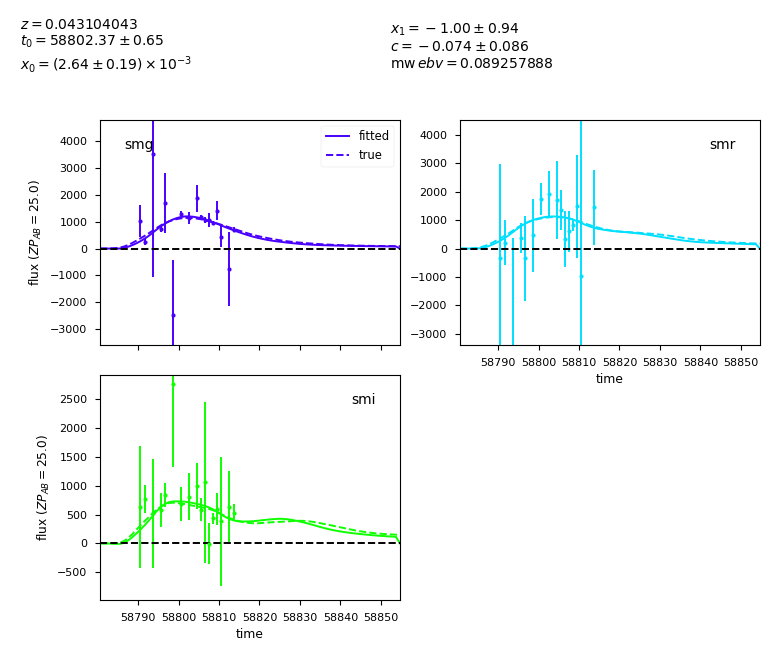 z = 0.043104043
t₀ = 58802.37 ± 0.65
x₀ = (2.64 ± 0.19) × 10⁻³
x₁ = −1.00 ± 0.94
c = −0.074 ± 0.086
mw ebv = 0.089257888
smg
fitted
true
4000
3000
2000
1000
0
−1000
−2000
−3000
flux (ZP_AB = 25.0)
smr
4000
3000
2000
1000
0
−1000
−2000
−3000
58790 58800 58810 58820 58830 58840 58850
time
smi
2500
2000
1500
1000
500
0
−500
flux (ZP_AB = 25.0)
58790 58800 58810 58820 58830 58840 58850
time